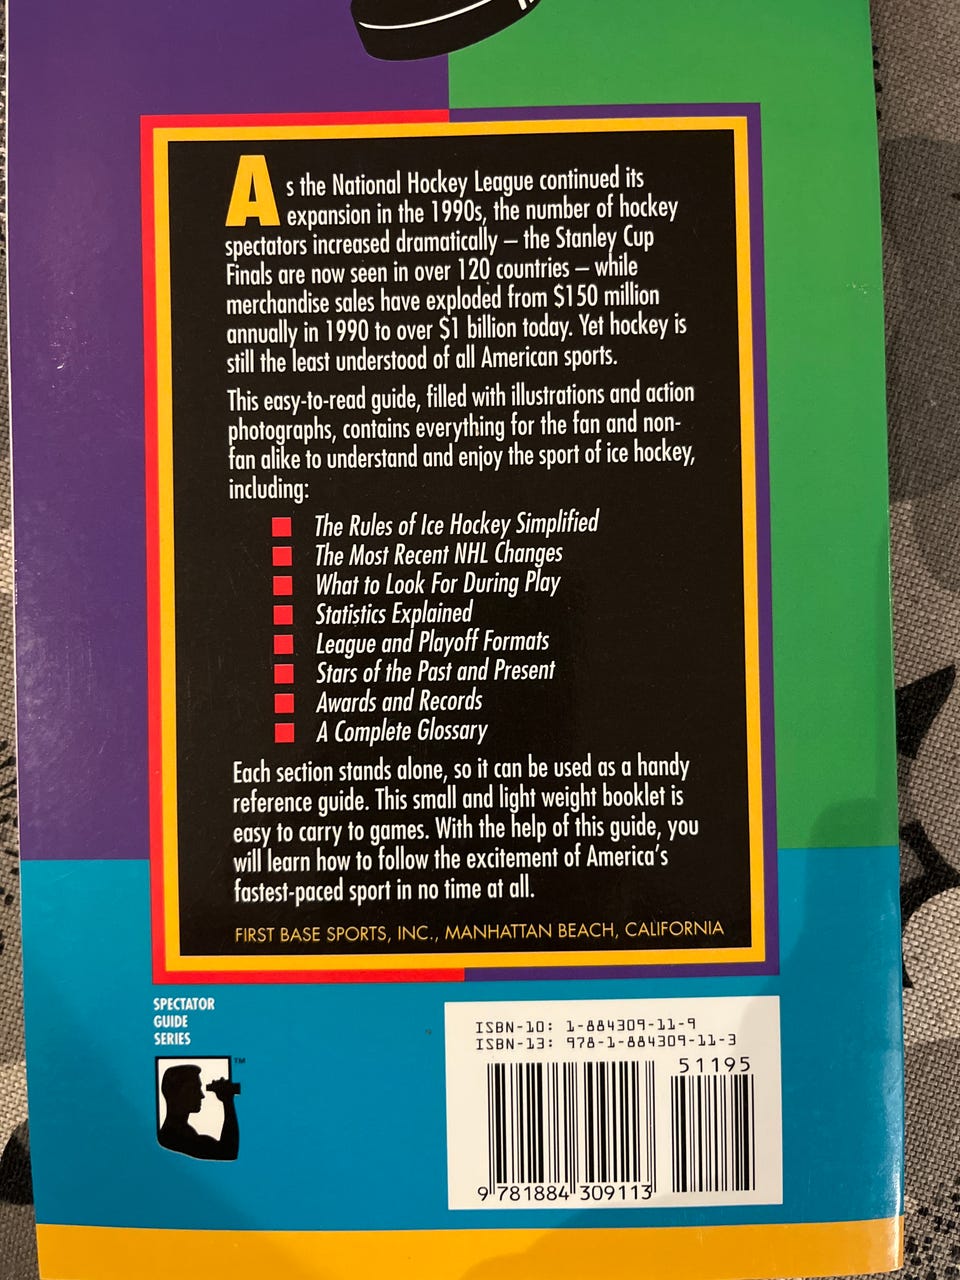 As the National Hockey League continued its
expansion in the 1990s, the number of hockey
spectators increased dramatically – the Stanley Cup
Finals are now seen in over 120 countries – while
merchandise sales have exploded from $150 million
annually in 1990 to over $1 billion today. Yet hockey is
still the least understood of all American sports.
This easy-to-read guide, filled with illustrations and action
photographs, contains everything for the fan and non-
fan alike to understand and enjoy the sport of ice hockey,
including:
The Rules of Ice Hockey Simplified
The Most Recent NHL Changes
What to Look For During Play
Statistics Explained
League and Playoff Formats
Stars of the Past and Present
Awards and Records
A Complete Glossary
Each section stands alone, so it can be used as a handy
reference guide. This small and light weight booklet is
easy to carry to games. With the help of this guide, you
will learn how to follow the excitement of America's
fastest-paced sport in no time at all.
FIRST BASE SPORTS, INC., MANHATTAN BEACH, CALIFORNIA
SPECTATOR
GUIDE
SERIES
TM
ISBN-10: 1-884309-11-9
ISBN-13: 978-1-884309-11-3
51195
9 781884 309113